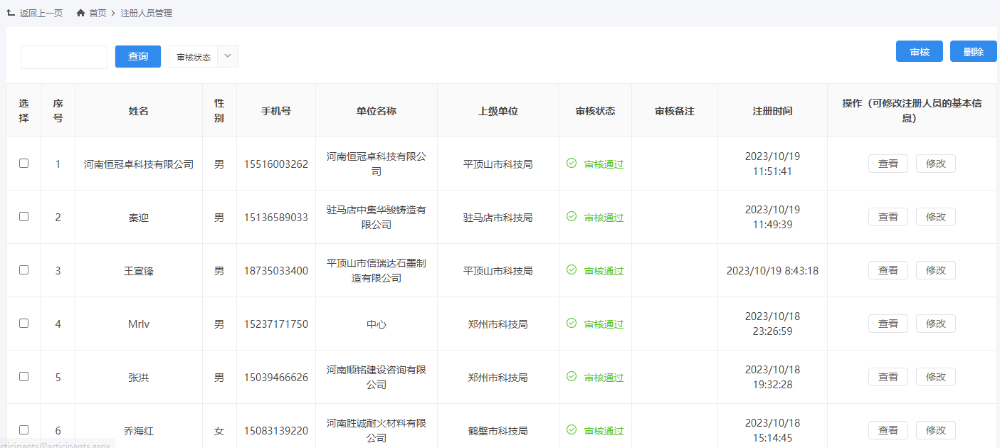 返回上一页 首页 > 注册人员管理
查询 审核状态 审核 删除
选择 序号 姓名 性别 手机号 单位名称 上级单位 审核状态 审核备注 注册时间 操作（可修改注册人员的基本信息）
1 河南恒冠卓科技有限公司 男 15516003262 河南恒冠卓科技有限公司 平顶山市科技局 审核通过 2023/10/19 11:51:41 查看 修改
2 秦迎 男 15136589033 驻马店中集华骏铸造有限公司 驻马店市科技局 审核通过 2023/10/19 11:49:39 查看 修改
3 王宣锋 男 18735033400 平顶山市信瑞达石墨制造有限公司 平顶山市科技局 审核通过 2023/10/19 8:43:18 查看 修改
4 Mrlv 男 15237171750 中心 郑州市科技局 审核通过 2023/10/18 23:26:59 查看 修改
5 张洪 男 15039466626 河南顺铭建设咨询有限公司 郑州市科技局 审核通过 2023/10/18 19:32:28 查看 修改
6 乔海红 女 15083139220 河南胜诚耐火材料有限公司 鹤壁市科技局 审核通过 2023/10/18 15:14:45 查看 修改
rticipants/Participants.aspx